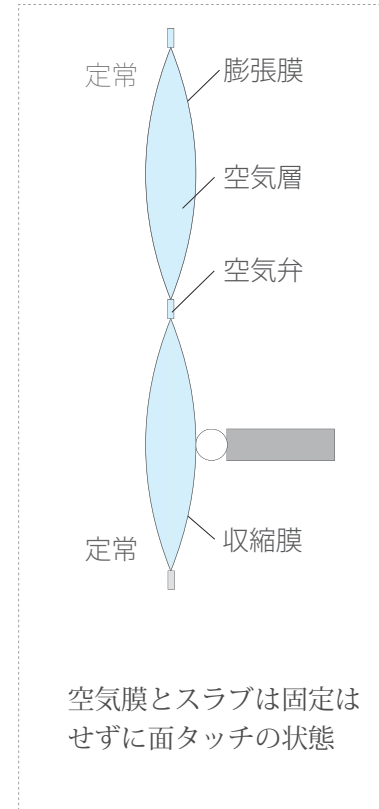 定常
膨張膜
空気層
空気弁
収縮膜
定常
空気膜とスラブは固定は
せずに面タッチの状態